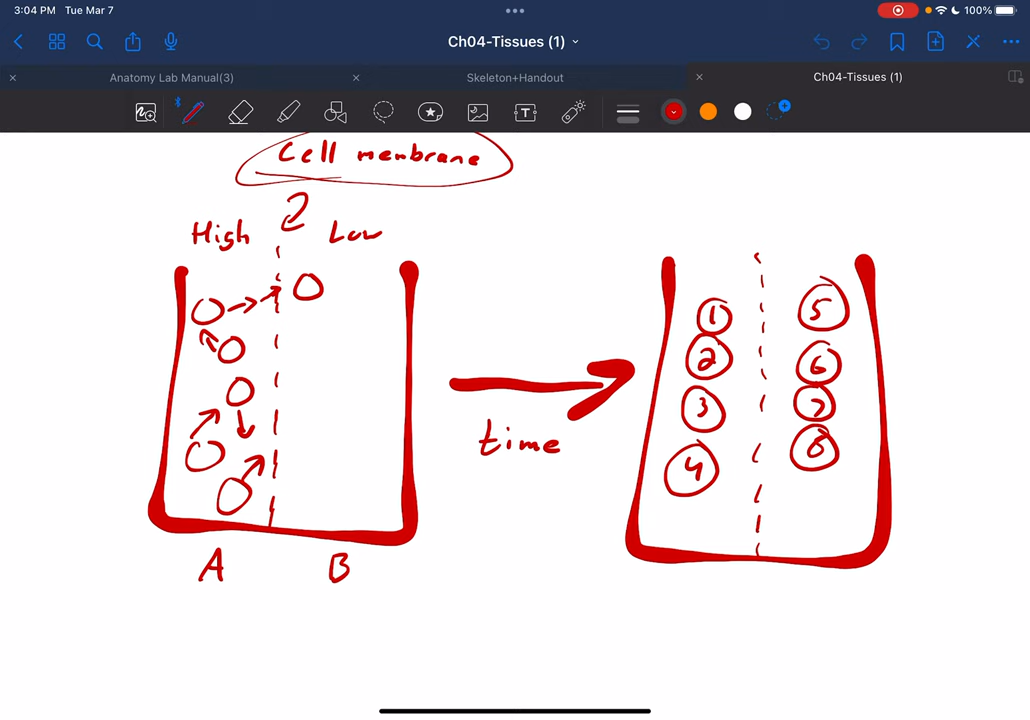 3:04 PM Tue Mar 7
100%
Ch04-Tissues (1)
Anatomy Lab Manual(3)
Skeleton+Handout
Ch04-Tissues (1)
T
Cell membrane
High Low
time
A B
1 5
2 6
3 7
4 8